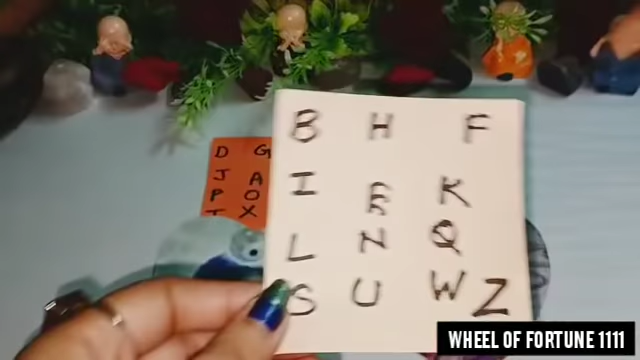 B H F
I E K
R
L N Q
S U W Z
D G
J A
P O
T X
WHEEL OF FORTUNE 1111